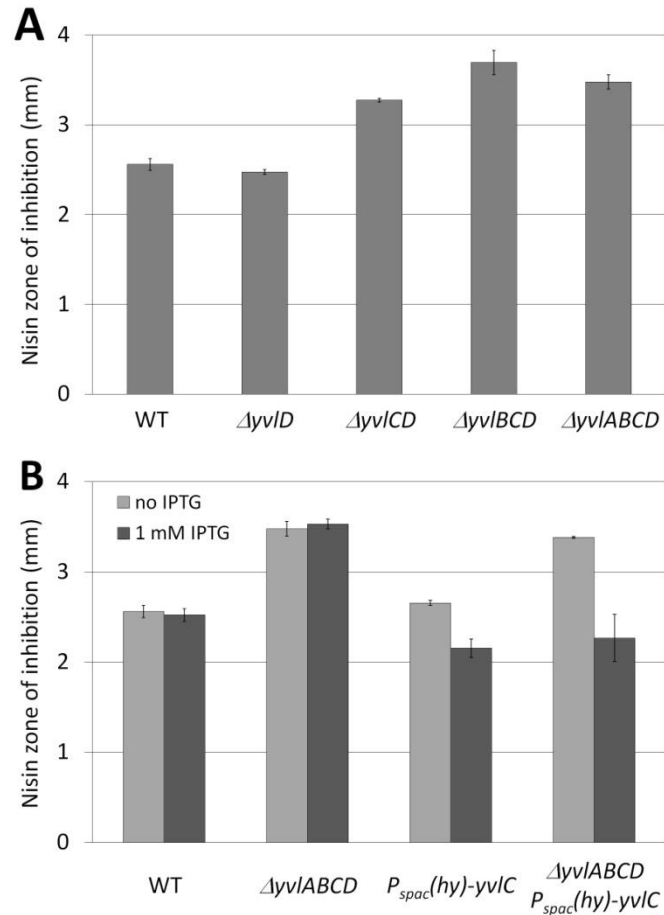 A
Nisin zone of inhibition (mm)
4
3
2
1
0
WT ΔyvlD ΔyvlCD ΔyvlBCD ΔyvlABCD
B
Nisin zone of inhibition (mm)
4
3
2
1
0
no IPTG
1 mM IPTG
WT ΔyvlABCD Pspac(hy)-yvlC ΔyvlABCD
Pspac(hy)-yvlC